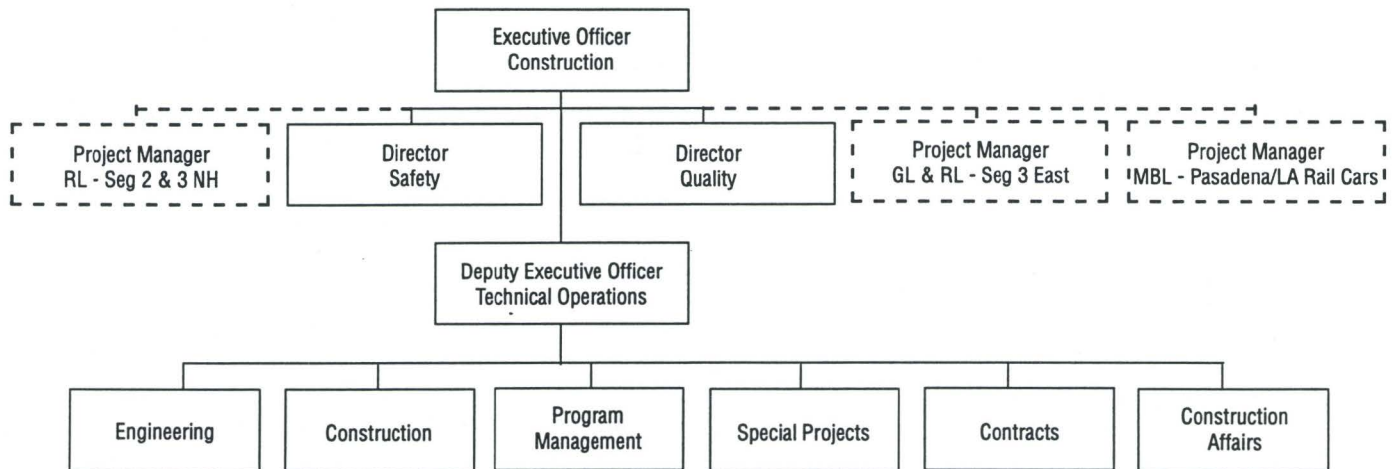 Executive Officer
Construction
Project Manager
RL - Seg 2 & 3 NH
Director
Safety
Director
Quality
Project Manager
GL & RL - Seg 3 East
Project Manager
MBL - Pasadena/LA Rail Cars
Deputy Executive Officer
Technical Operations
Engineering
Construction
Program
Management
Special Projects
Contracts
Construction
Affairs